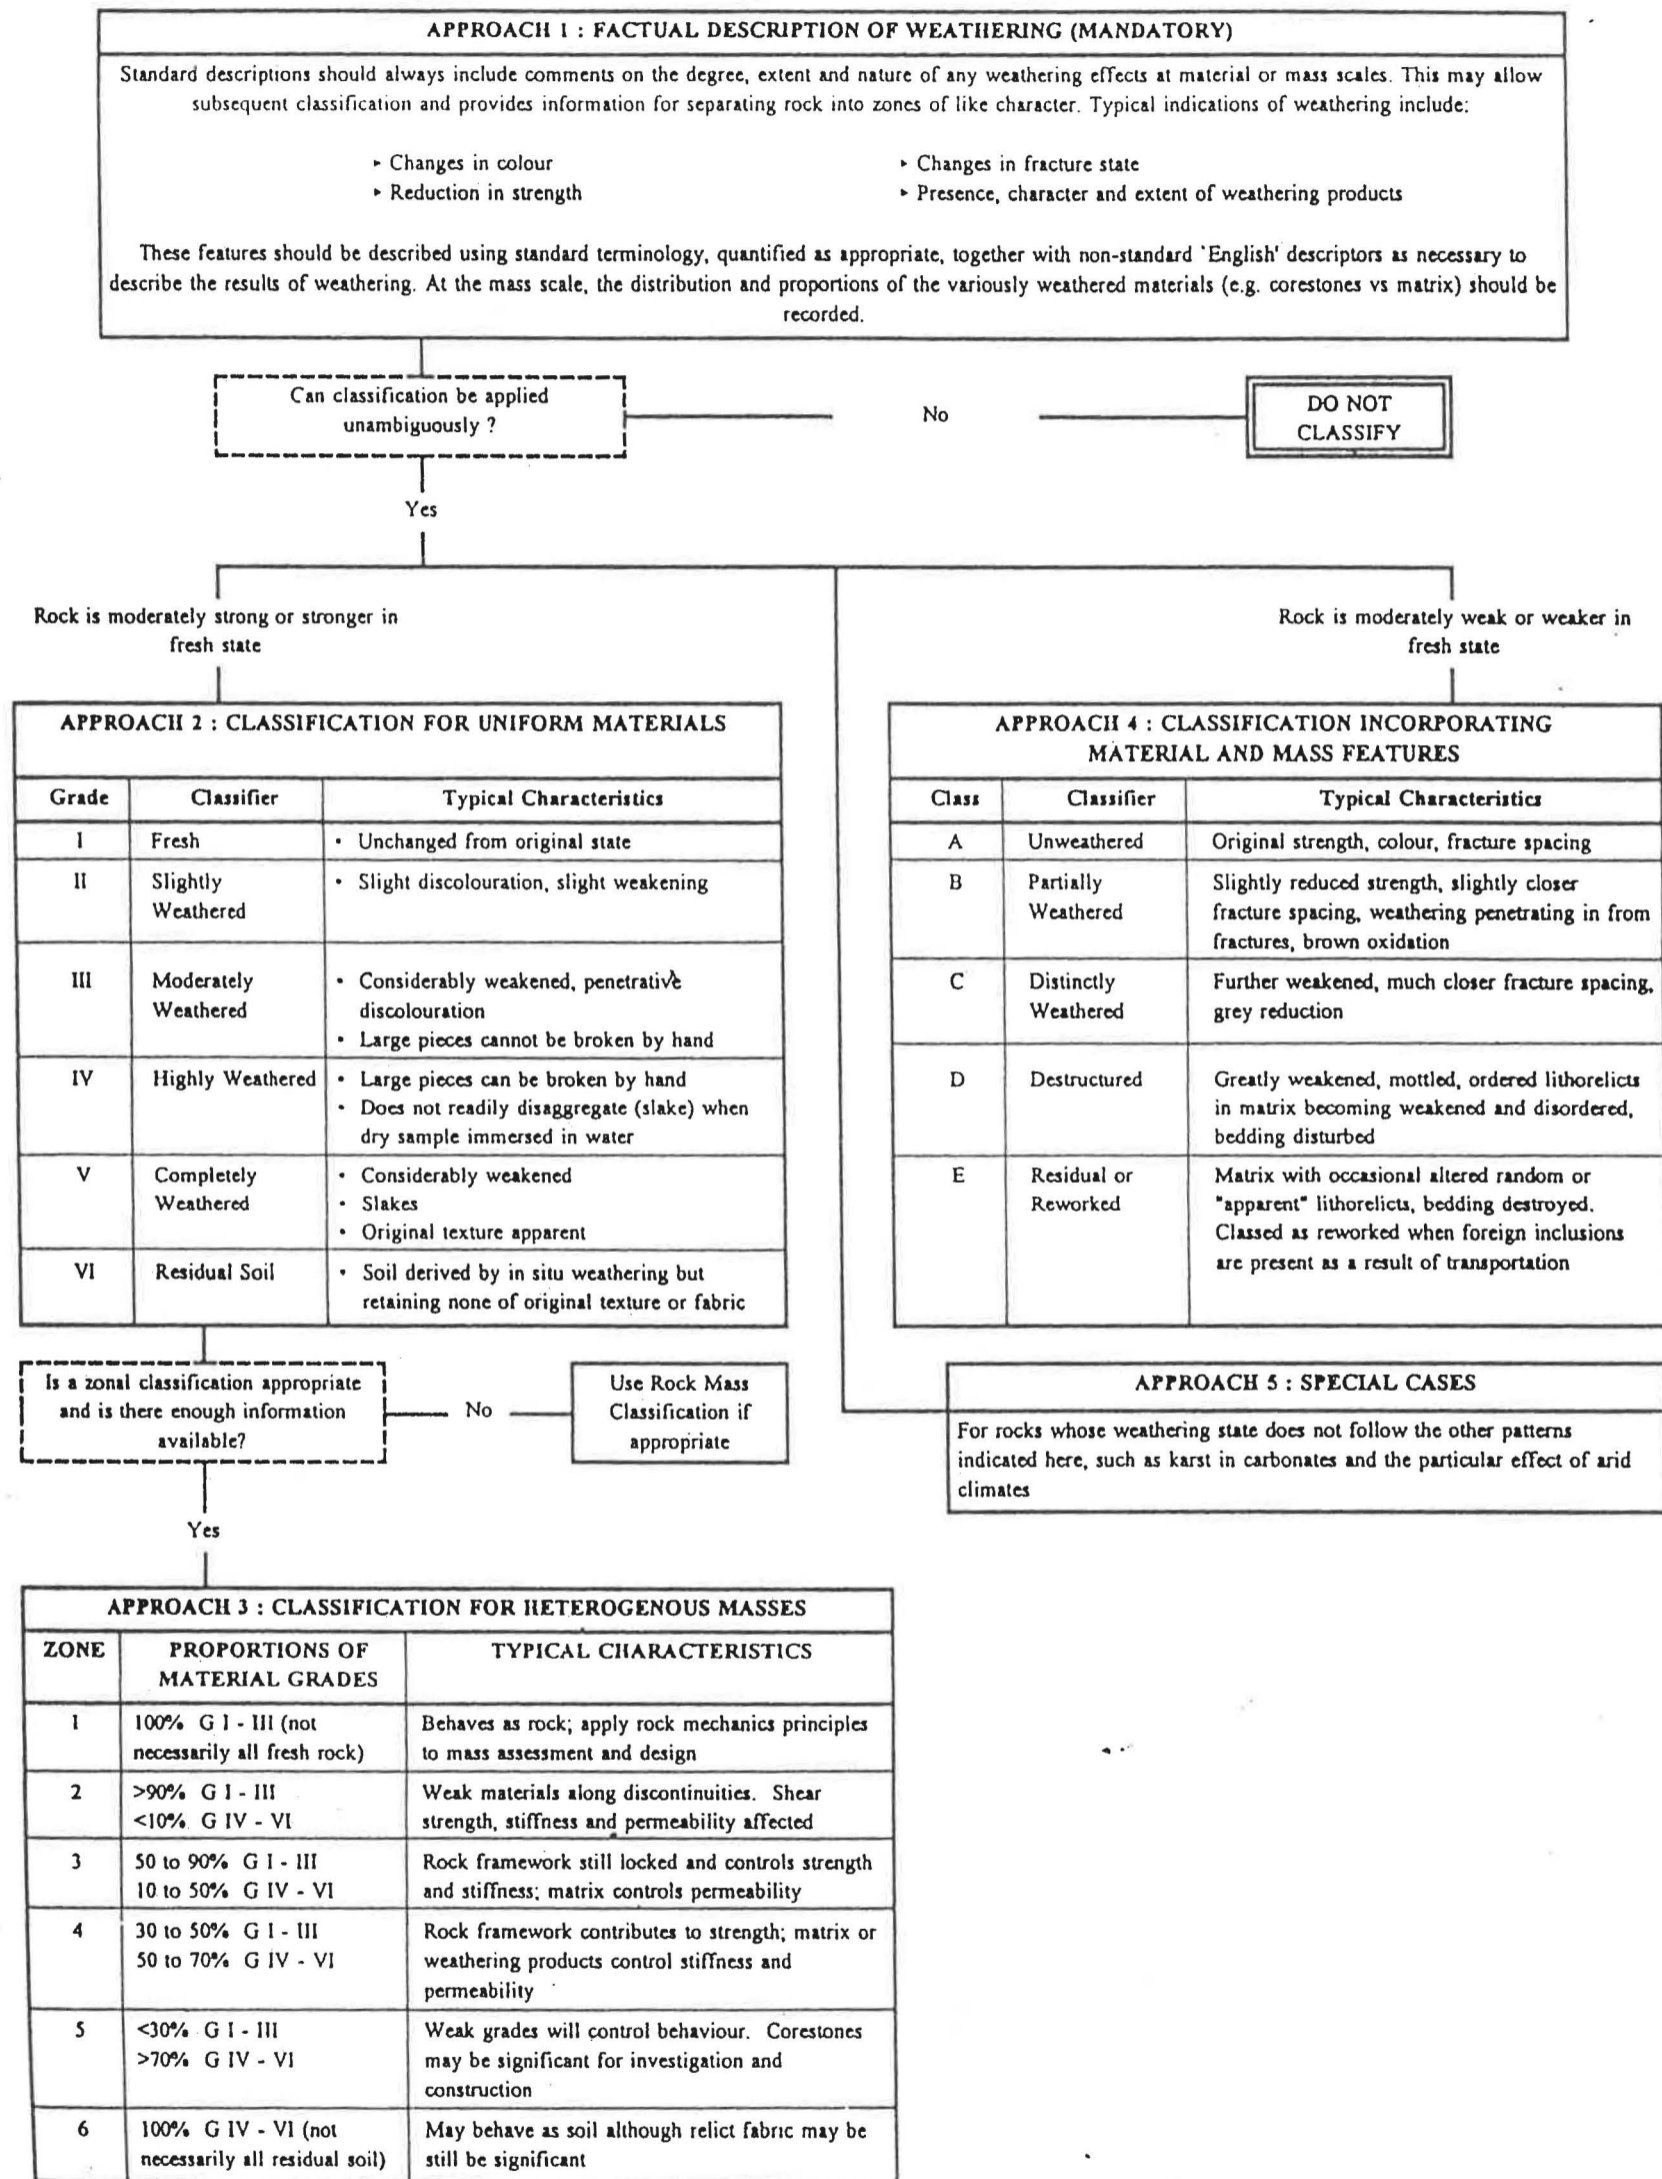 APPROACH 1 : FACTUAL DESCRIPTION OF WEATHERING (MANDATORY)
Standard descriptions should always include comments on the degree, extent and nature of any weathering effects at material or mass scales. This may allow
subsequent classification and provides information for separating rock into zones of like character. Typical indications of weathering include:
▸ Changes in colour
▸ Changes in fracture state
▸ Reduction in strength
▸ Presence, character and extent of weathering products
These features should be described using standard terminology, quantified as appropriate, together with non-standard 'English' descriptors as necessary to
describe the results of weathering. At the mass scale, the distribution and proportions of the variously weathered materials (e.g. corestones vs matrix) should be
recorded.
Can classification be applied
unambiguously ?
No
DO NOT
CLASSIFY
Yes
Rock is moderately strong or stronger in
fresh state
Rock is moderately weak or weaker in
fresh state
APPROACH 2 : CLASSIFICATION FOR UNIFORM MATERIALS
Grade Classifier Typical Characteristics
I Fresh • Unchanged from original state
II Slightly • Slight discolouration, slight weakening
Weathered
III Moderately • Considerably weakened, penetrative
Weathered discolouration
• Large pieces cannot be broken by hand
IV Highly Weathered • Large pieces can be broken by hand
• Does not readily disaggregate (slake) when
dry sample immersed in water
V Completely • Considerably weakened
Weathered • Slakes
• Original texture apparent
VI Residual Soil • Soil derived by in situ weathering but
retaining none of original texture or fabric
APPROACH 4 : CLASSIFICATION INCORPORATING
MATERIAL AND MASS FEATURES
Class Classifier Typical Characteristics
A Unweathered Original strength, colour, fracture spacing
B Partially Slightly reduced strength, slightly closer
Weathered fracture spacing, weathering penetrating in from
fractures, brown oxidation
C Distinctly Further weakened, much closer fracture spacing,
Weathered grey reduction
D Destructured Greatly weakened, mottled, ordered lithorelicts
in matrix becoming weakened and disordered,
bedding disturbed
E Residual or Matrix with occasional altered random or
Reworked "apparent" lithorelicts, bedding destroyed.
Classed as reworked when foreign inclusions
are present as a result of transportation
Is a zonal classification appropriate
and is there enough information
available?
No
Use Rock Mass
Classification if
appropriate
APPROACH 5 : SPECIAL CASES
For rocks whose weathering state does not follow the other patterns
indicated here, such as karst in carbonates and the particular effect of arid
climates
Yes
APPROACH 3 : CLASSIFICATION FOR HETEROGENOUS MASSES
ZONE PROPORTIONS OF TYPICAL CHARACTERISTICS
MATERIAL GRADES
1 100% G I - III (not Behaves as rock; apply rock mechanics principles
necessarily all fresh rock) to mass assessment and design
2 >90% G I - III Weak materials along discontinuities. Shear
<10% G IV - VI strength, stiffness and permeability affected
3 50 to 90% G I - III Rock framework still locked and controls strength
10 to 50% G IV - VI and stiffness; matrix controls permeability
4 30 to 50% G I - III Rock framework contributes to strength; matrix or
50 to 70% G IV - VI weathering products control stiffness and
permeability
5 <30% G I - III Weak grades will control behaviour. Corestones
>70% G IV - VI may be significant for investigation and
construction
6 100% G IV - VI (not May behave as soil although relict fabric may be
necessarily all residual soil) still be significant